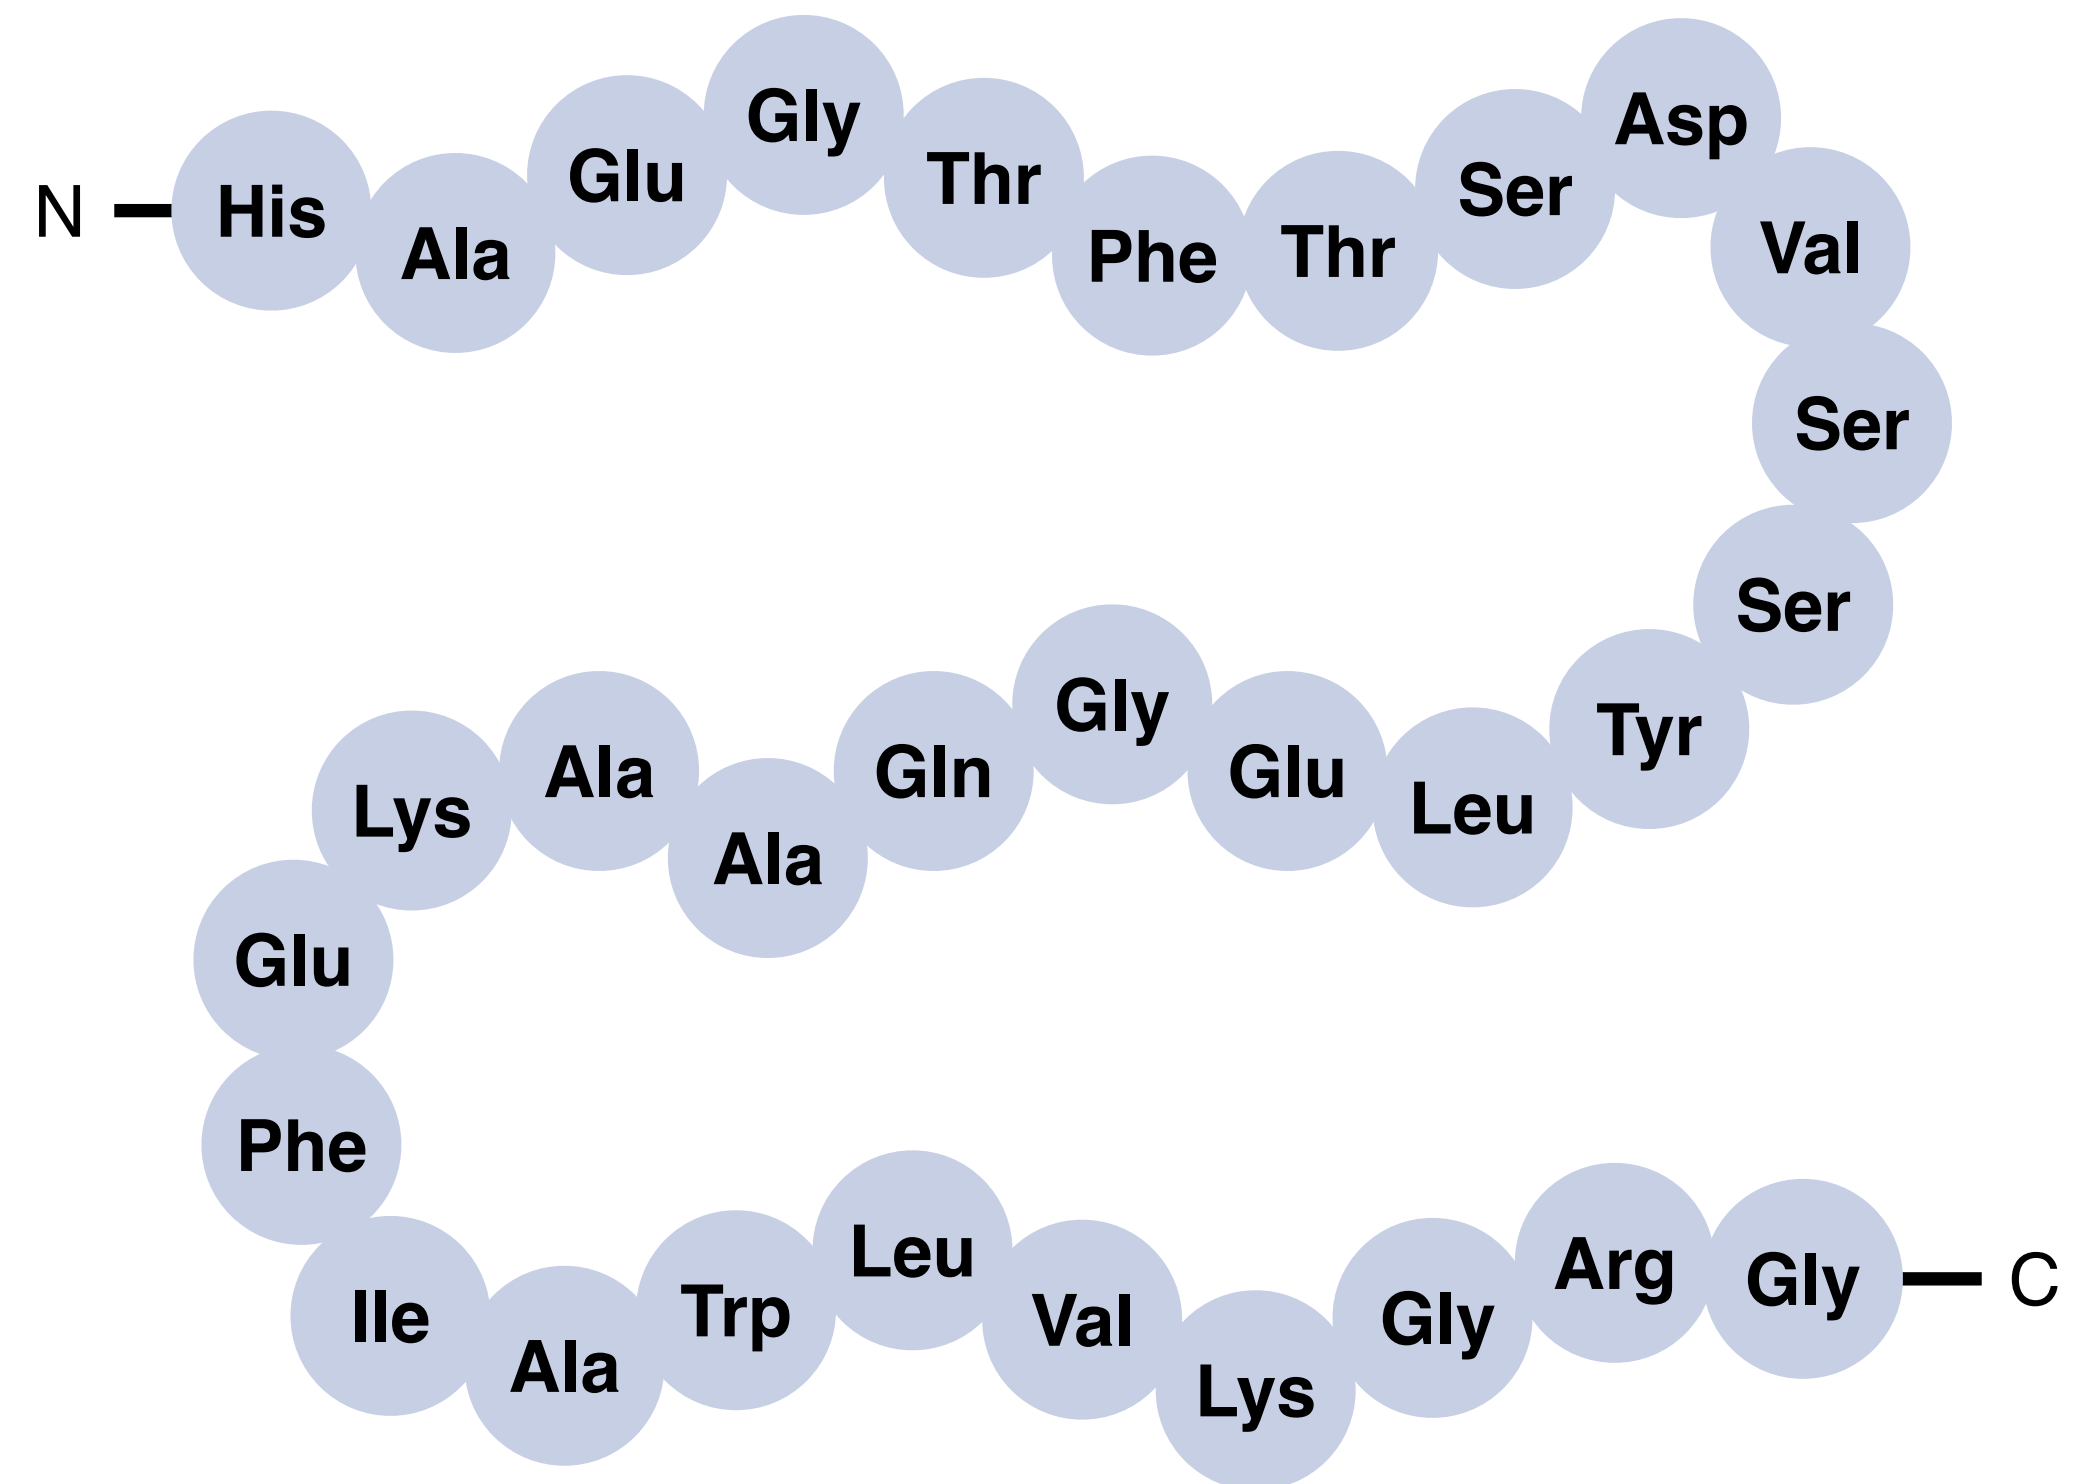 N His Ala Glu Gly Thr Phe Thr Ser Asp Val
Ser
Ser
Lys Ala Ala Gln Gly Glu Leu Tyr
Glu
Phe
Ile Ala Trp Leu Val Lys Gly Arg Gly C